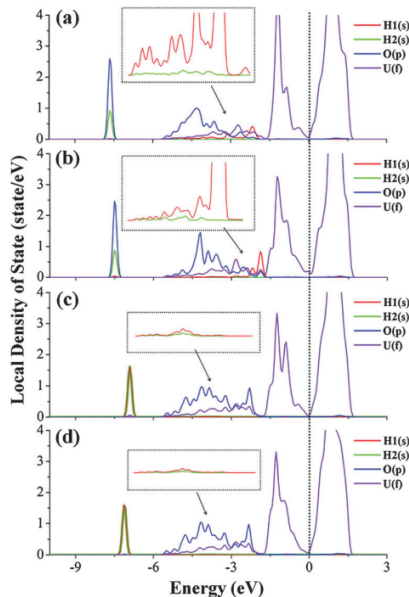 (a)
H1(s)
H2(s)
O(p)
U(f)
4
3
2
1
0
(b)
H1(s)
H2(s)
O(p)
U(f)
4
3
2
1
0
(c)
H1(s)
H2(s)
O(p)
U(f)
4
3
2
1
0
(d)
H1(s)
H2(s)
O(p)
U(f)
4
3
2
1
0
-9
-6
-3
0
3
Energy (eV)
Local Density of State (state/eV)